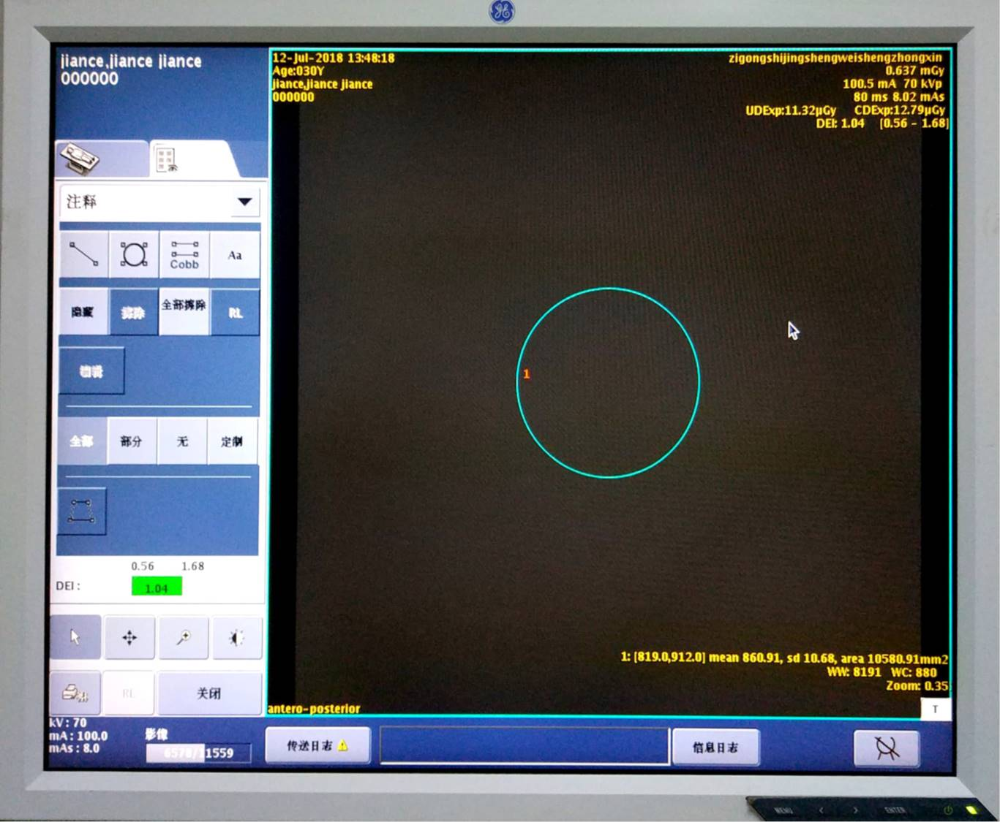 jiance,jiance jiance
000000
注释
Cobb
Aa
隐藏
擦除
全部擦除
RL
编辑
全部
部分
无
定制
0.56 1.68
DEI :
1.04
RL
关闭
kV : 70
mA : 100.0
mAs : 8.0
影像
6578/11559
12-Jul-2018 13:48:18
Age:030Y
jiance,jiance jiance
000000
zigongshijingshengweishengzhongxin
0.637 mGy
100.5 mA 70 kVp
80 ms 8.02 mAs
UDExp:11.32µGy CDExp:12.79µGy
DEI: 1.04 [0.56 - 1.68]
1
1: [819.0,912.0] mean 860.91, sd 10.68, area 10580.91mm2
WW: 8191 WC: 880
Zoom: 0.35
antero-posterior
T
传送日志
信息日志
MENU
ENTER